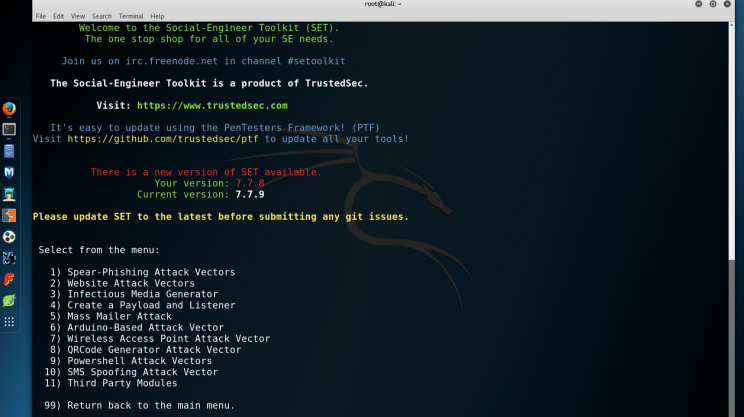 root@kali: ~
File Edit View Search Terminal Help
Welcome to the Social-Engineer Toolkit (SET).
The one stop shop for all of your SE needs.
Join us on irc.freenode.net in channel #setoolkit
The Social-Engineer Toolkit is a product of TrustedSec.
Visit: https://www.trustedsec.com
It's easy to update using the PenTesters Framework! (PTF)
Visit https://github.com/trustedsec/ptf to update all your tools!
There is a new version of SET available.
Your version: 7.7.8
Current version: 7.7.9
Please update SET to the latest before submitting any git issues.
Select from the menu:
1) Spear-Phishing Attack Vectors
2) Website Attack Vectors
3) Infectious Media Generator
4) Create a Payload and Listener
5) Mass Mailer Attack
6) Arduino-Based Attack Vector
7) Wireless Access Point Attack Vector
8) QRCode Generator Attack Vector
9) Powershell Attack Vectors
10) SMS Spoofing Attack Vector
11) Third Party Modules
99) Return back to the main menu.